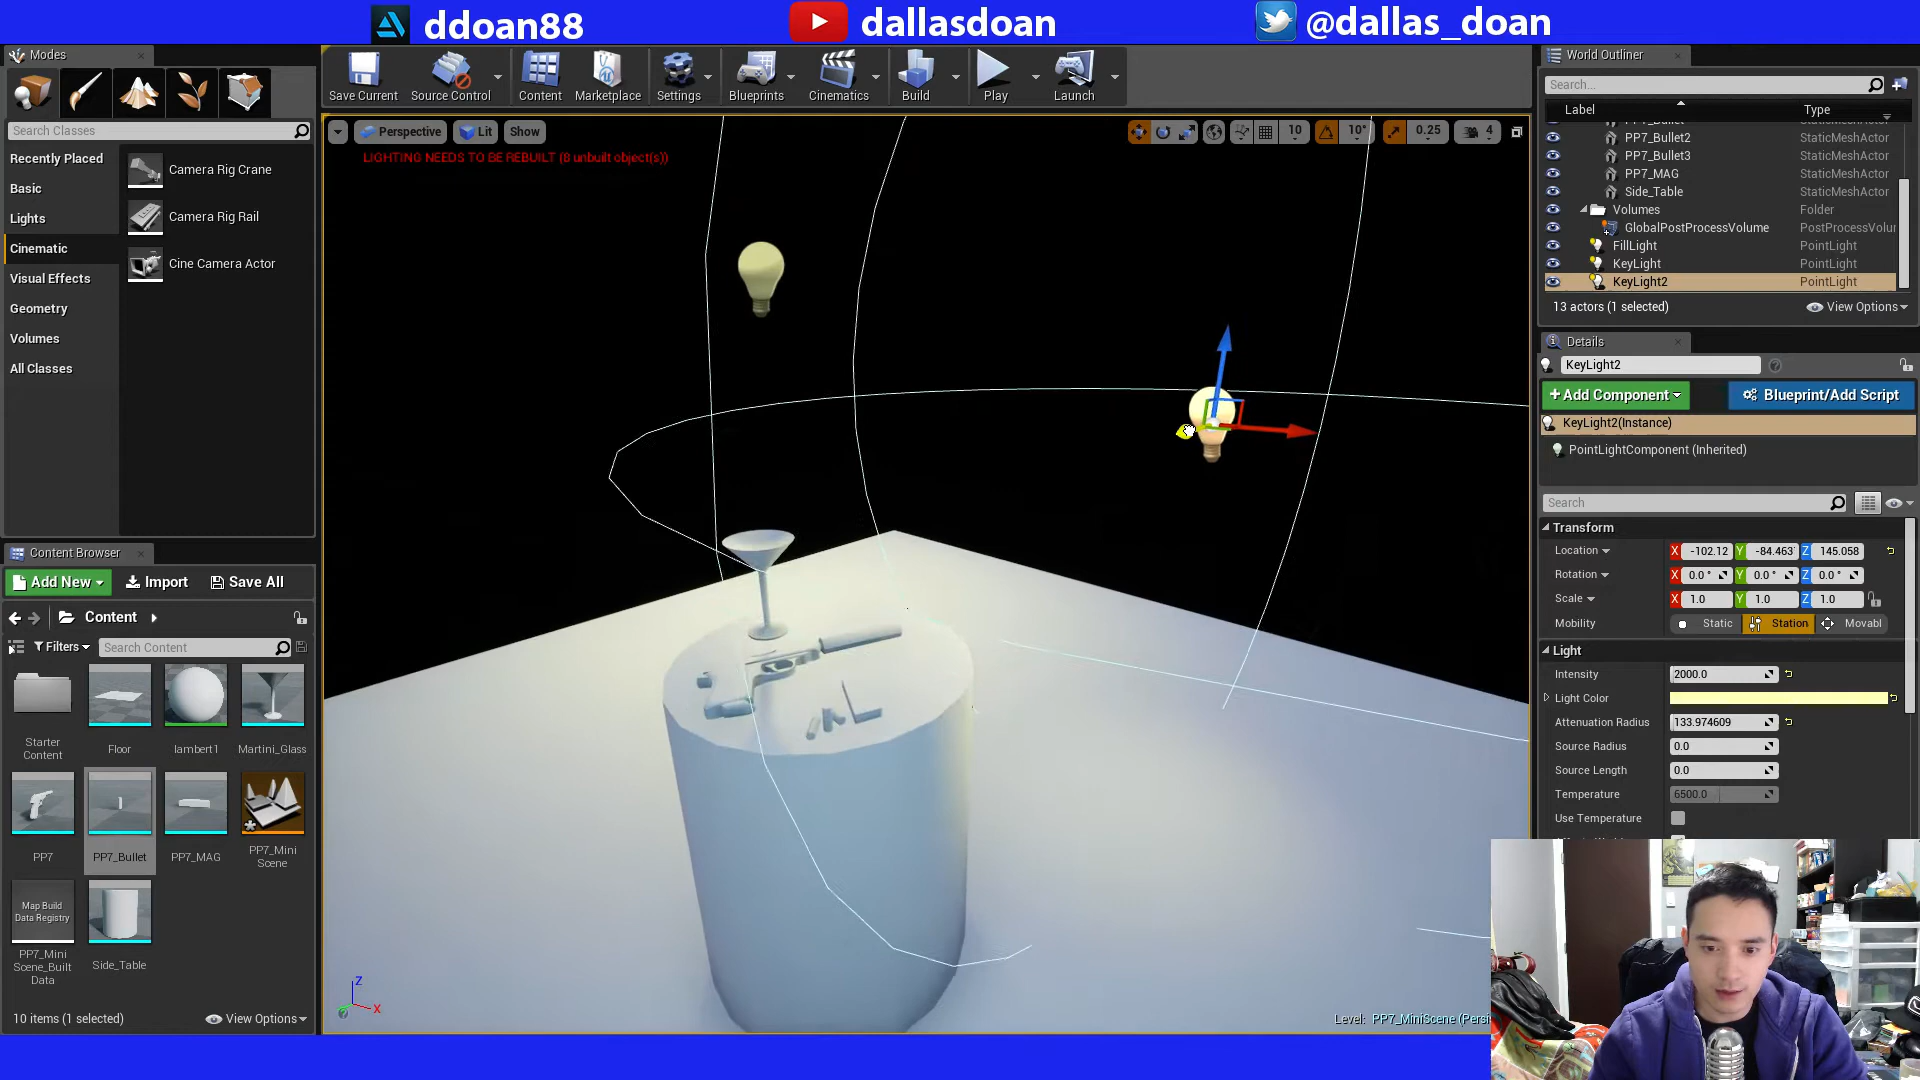 ddoan88
dallasdoan
@dallas_doan
Modes
Search Classes
Recently Placed
Basic
Lights
Cinematic
Visual Effects
Geometry
Volumes
All Classes
Camera Rig Crane
Camera Rig Rail
Cine Camera Actor
Content Browser
Add New
Import
Save All
Content
Filters
Search Content
Starter
Content
Floor
lambert1
Martini_Glass
PP7
PP7_Bullet
PP7_MAG
PP7_Mini
Scene
Map Build
Data Registry
PP7_Mini
Scene_Built
Data
Side_Table
10 items (1 selected)
View Options
Save Current
Source Control
Content
Marketplace
Settings
Blueprints
Cinematics
Build
Play
Launch
Perspective
Lit
Show
10
10°
0.25
4
LIGHTING NEEDS TO BE REBUILT (8 unbuilt object(s))
Z
X
Level: PP7_MiniScene (Persi
World Outliner
Search...
Label
Type
PP7_Bullet
StaticMeshActor
PP7_Bullet2
StaticMeshActor
PP7_Bullet3
StaticMeshActor
PP7_MAG
StaticMeshActor
Side_Table
StaticMeshActor
Volumes
Folder
GlobalPostProcessVolume
PostProcessVolur
FillLight
PointLight
KeyLight
PointLight
KeyLight2
PointLight
13 actors (1 selected)
View Options
Details
KeyLight2
+ Add Component
Blueprint/Add Script
KeyLight2(Instance)
PointLightComponent (Inherited)
Search
Transform
Location
X -102.12
Y -84.463
Z 145.058
Rotation
X 0.0 °
Y 0.0 °
Z 0.0 °
Scale
X 1.0
Y 1.0
Z 1.0
Mobility
Static
Station
Movabl
Light
Intensity
2000.0
Light Color
Attenuation Radius
133.974609
Source Radius
0.0
Source Length
0.0
Temperature
6500.0
Use Temperature